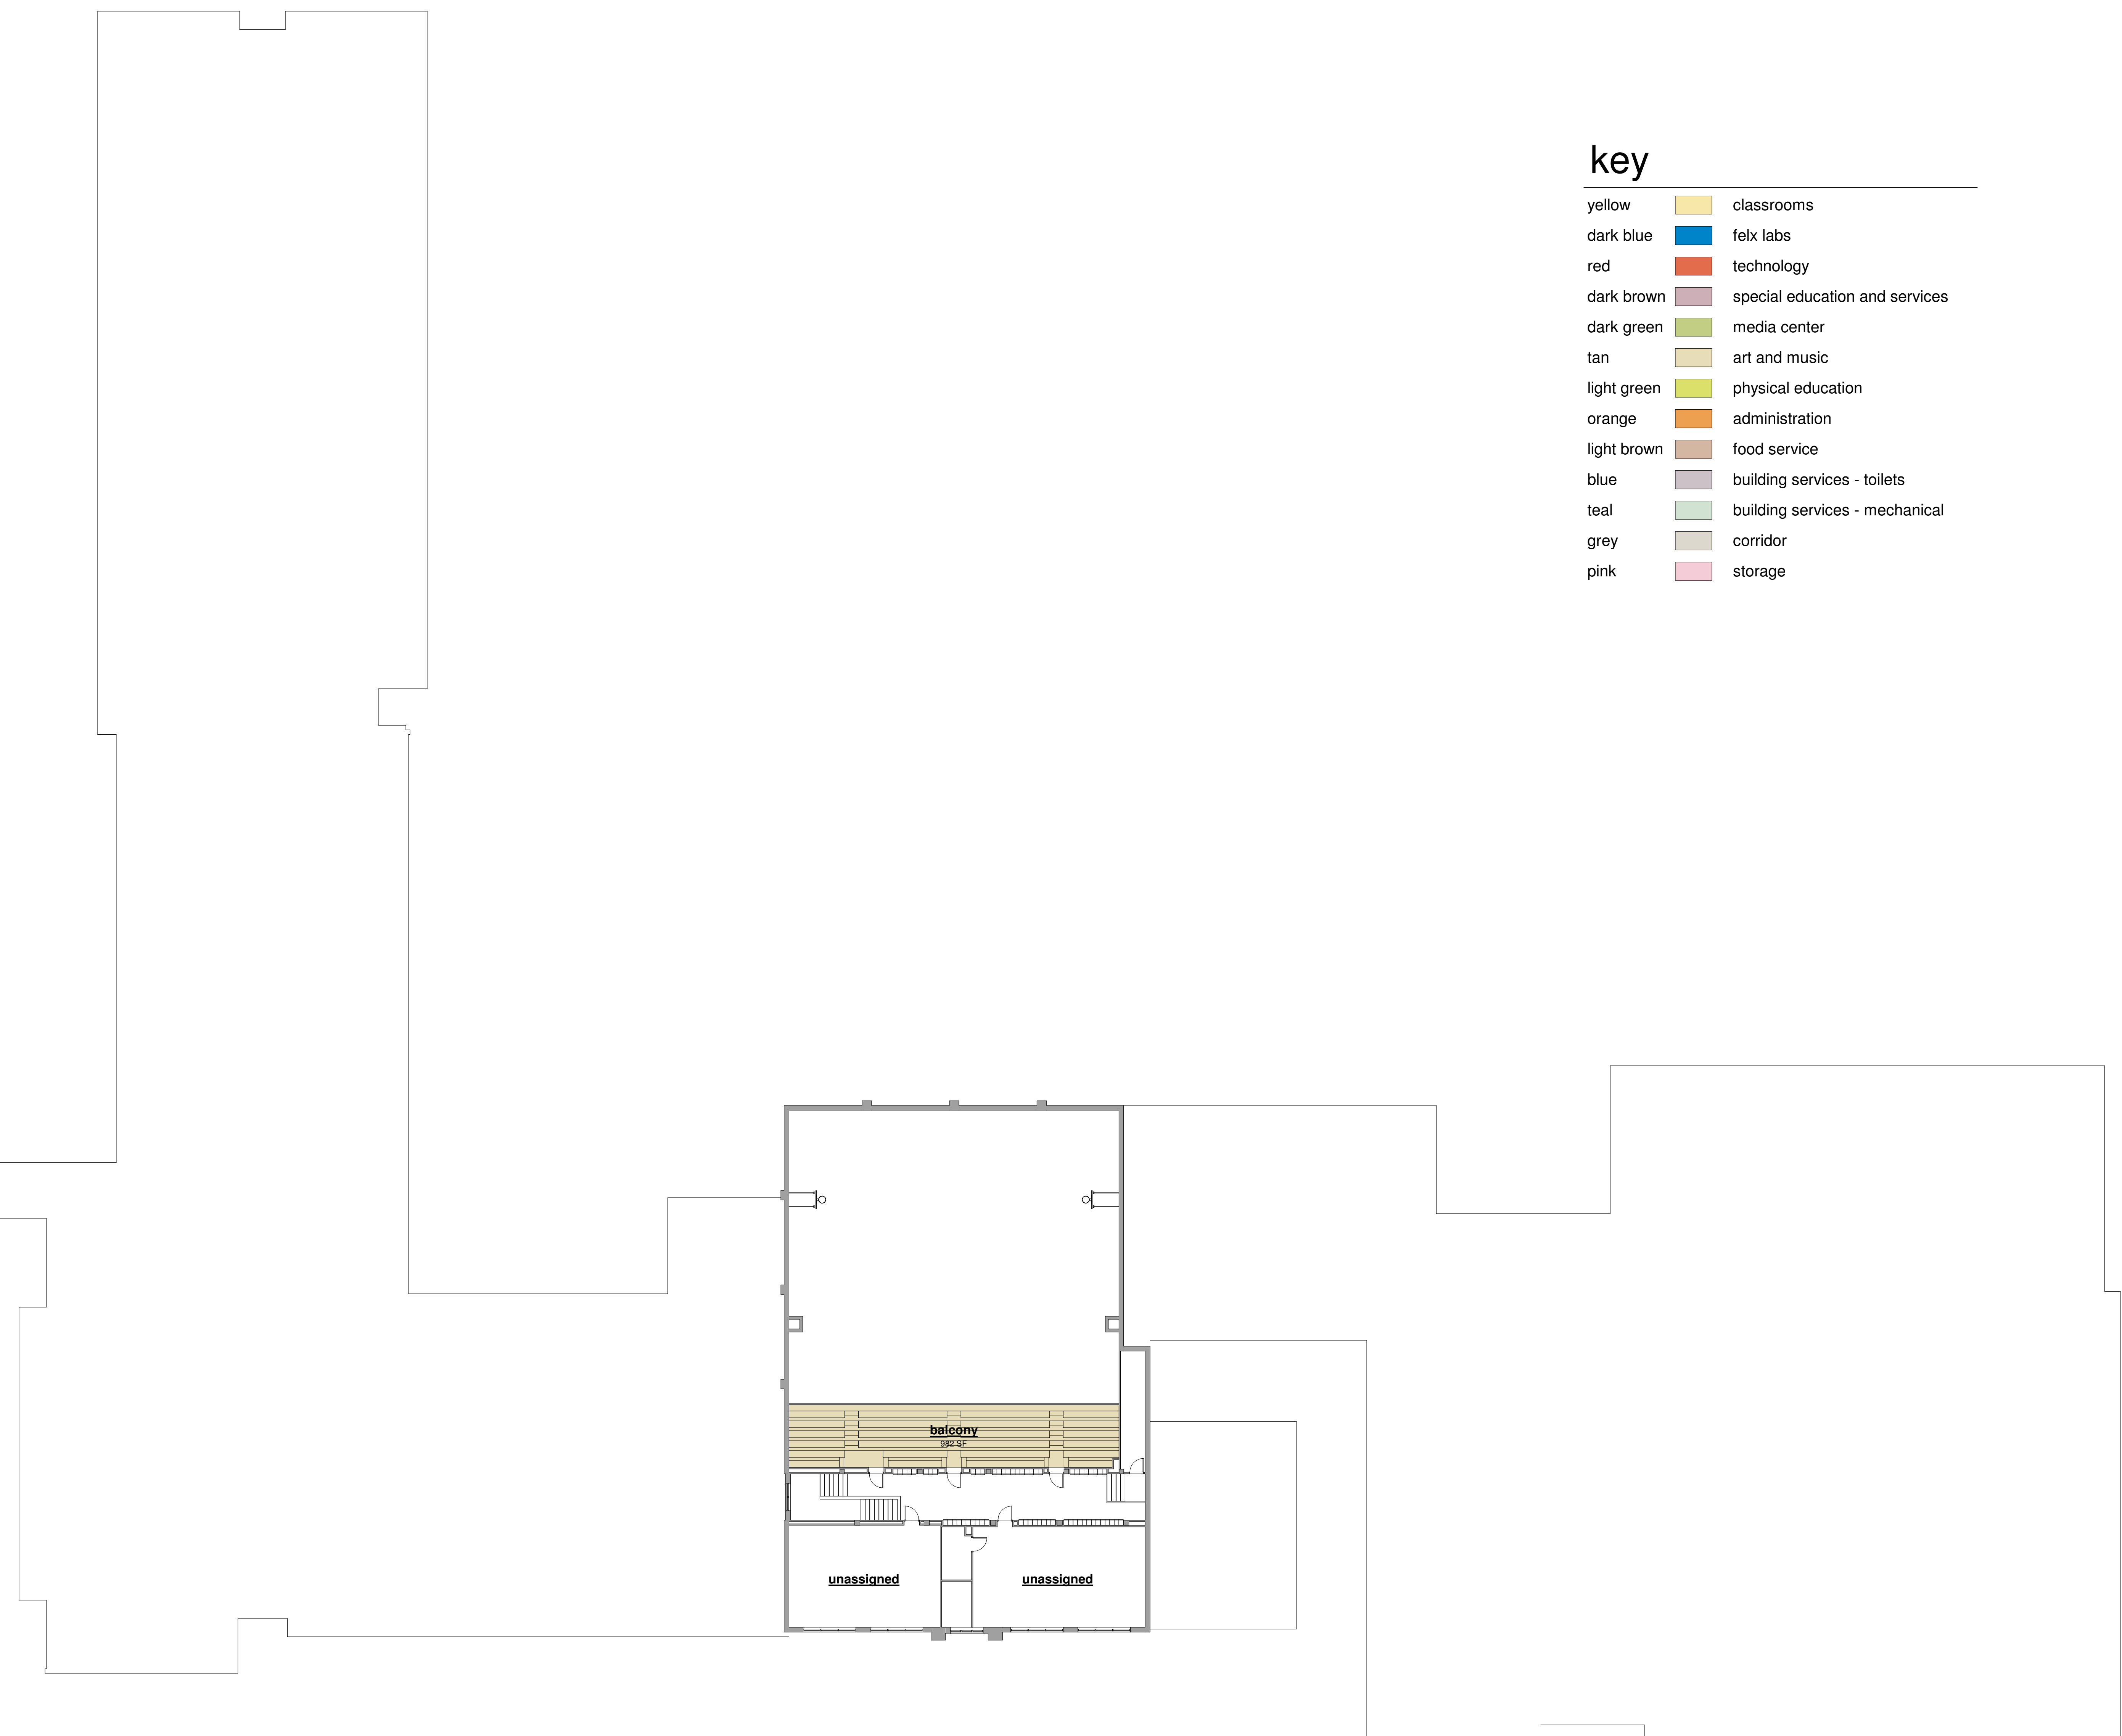 key
yellow classrooms
dark blue felx labs
red technology
dark brown special education and services
dark green media center
tan art and music
light green physical education
orange administration
light brown food service
blue building services - toilets
teal building services - mechanical
grey corridor
pink storage
balcony
982 SF
unassigned unassigned